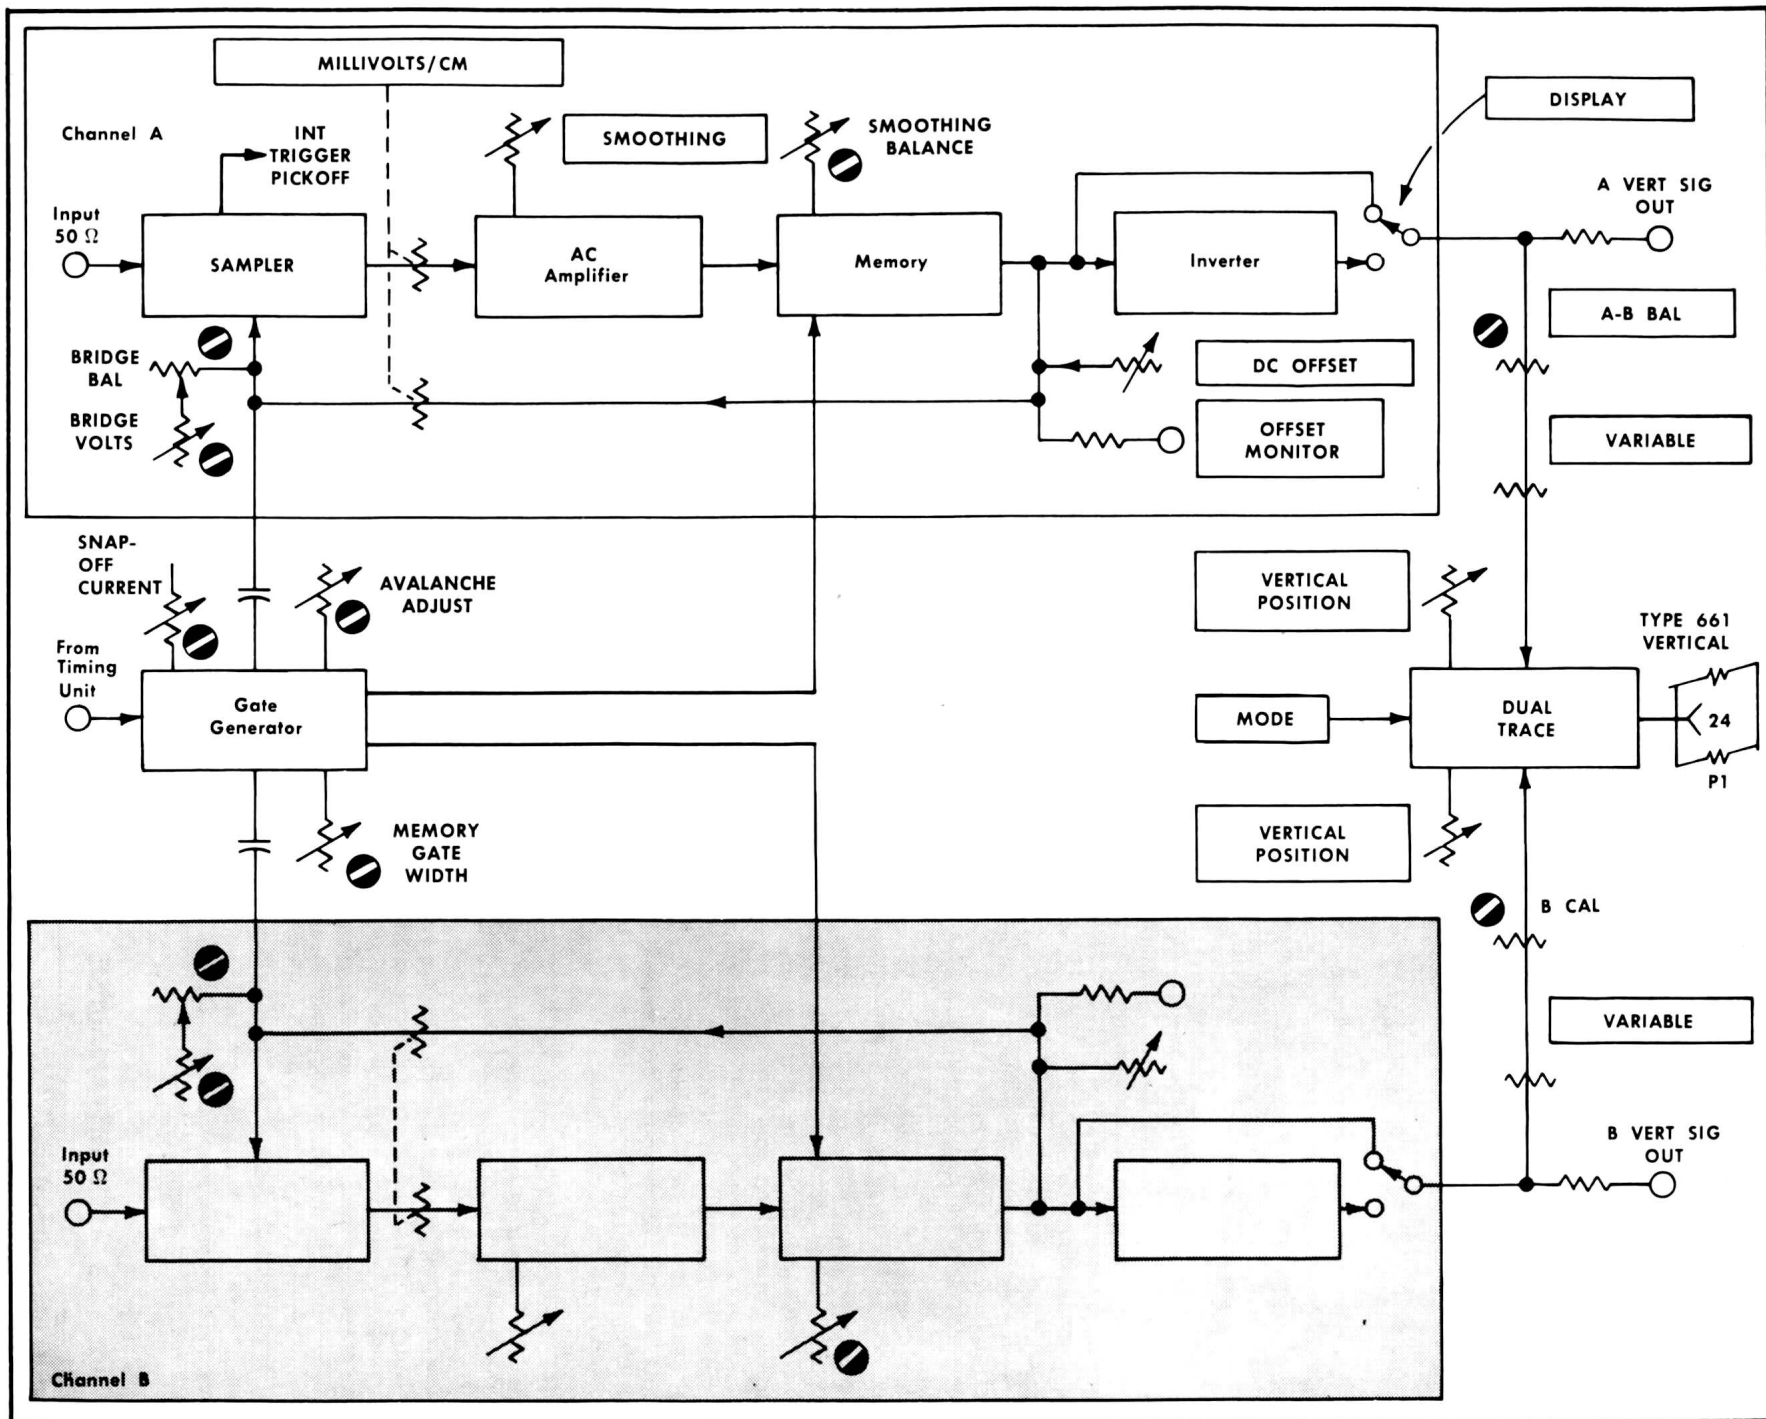 MILLIVOLTS/CM
DISPLAY
Channel A
INT
TRIGGER
PICKOFF
SMOOTHING
SMOOTHING
BALANCE
A VERT SIG
OUT
Input
50 Ω
SAMPLER
AC
Amplifier
Memory
Inverter
A-B BAL
BRIDGE
BAL
DC OFFSET
BRIDGE
VOLTS
OFFSET
MONITOR
VARIABLE
SNAP-
OFF
CURRENT
AVALANCHE
ADJUST
VERTICAL
POSITION
TYPE 661
VERTICAL
From
Timing
Unit
Gate
Generator
MODE
DUAL
TRACE
24
P1
MEMORY
GATE
WIDTH
VERTICAL
POSITION
B CAL
VARIABLE
Input
50 Ω
B VERT SIG
OUT
Channel B